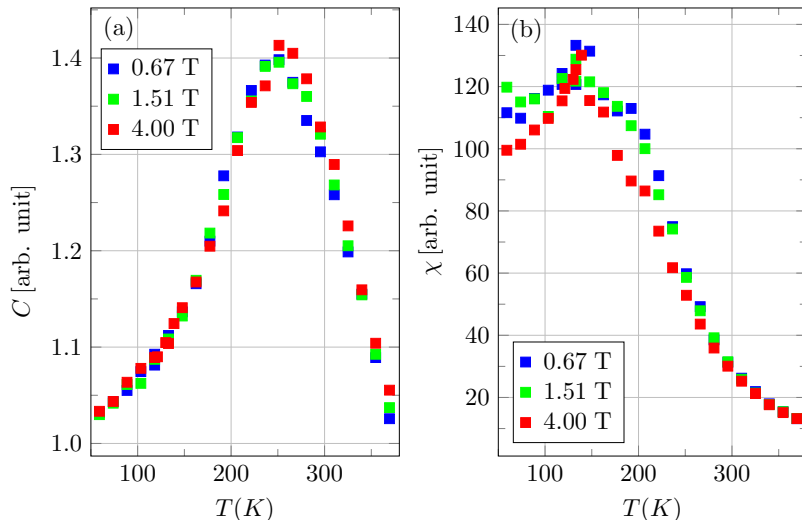 (a)
0.67 T
1.51 T
4.00 T
1.4
1.3
1.2
1.1
1.0
C [arb. unit]
100
200
300
T(K)
(b)
140
120
100
80
60
40
20
χ [arb. unit]
0.67 T
1.51 T
4.00 T
100
200
300
T(K)